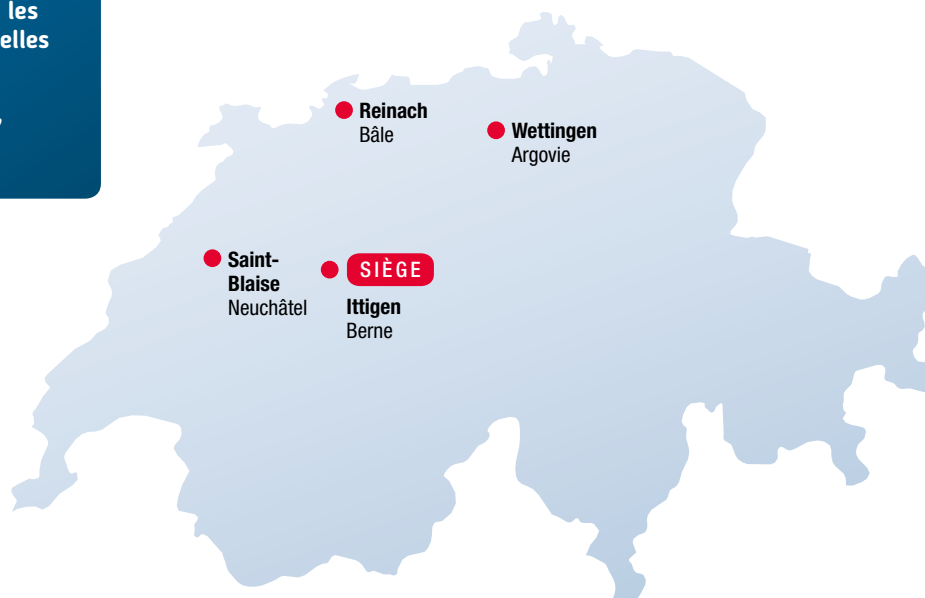 les
elles
Reinach
Bâle
Wettingen
Argovie
Saint-
Blaise
Neuchâtel
SIÈGE
Ittigen
Berne